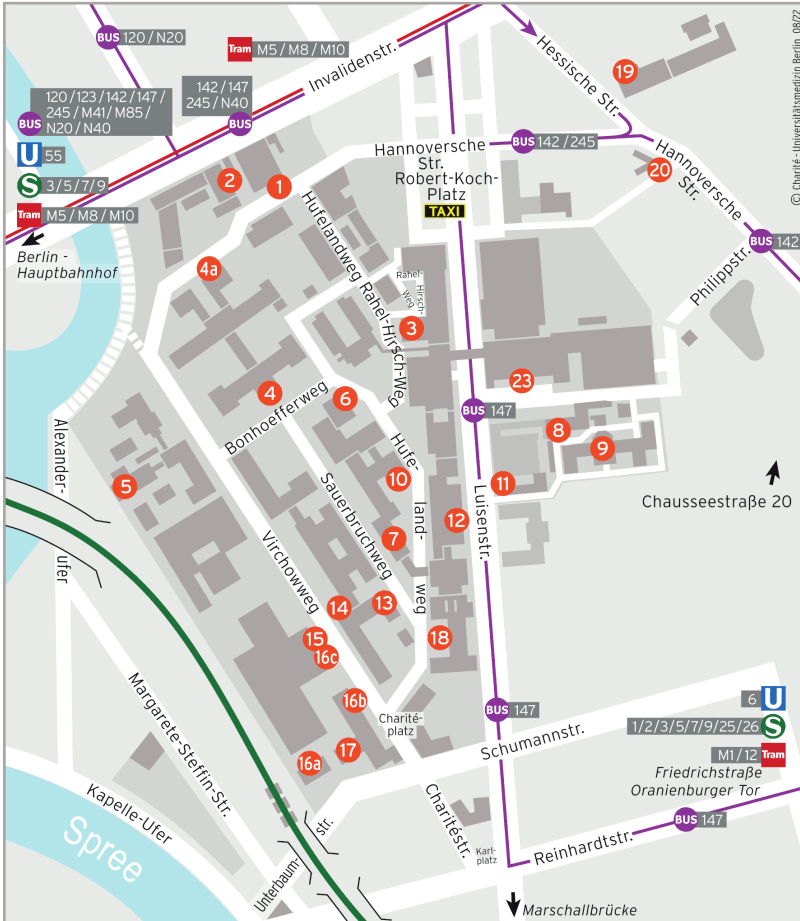 BUS 120 / N20
Tram M5 / M8 / M10
Invalidenstr.
Hessische Str.
19
© Charité - Universitätsmedizin Berlin 08/22
120 / 123 / 142 / 147 /
245 / M41 / M85 /
N20 / N40
BUS
142 / 147
245 / N40
BUS
U 55
S 3/5/7/9
Tram M5 / M8 / M10
Berlin -
Hauptbahnhof
Hannoversche
Str.
BUS 142 / 245
Robert-Koch-
Platz
TAXI
Hannoversche
Str.
20
BUS 142
Philippstr.
2
1
4a
Hufelandweg
Rahel-Hirsch-Weg
Rahel-
Hirsch-
Weg
3
23
BUS 147
4
Bonhoefferweg
6
8
9
Alexander-
ufer
5
Hufe-
land-
weg
10
11
Luisenstr.
Chausseestraße 20
12
Sauerbruchweg
7
Virchowweg
14
13
15
16c
18
16b
Charité-
platz
17
16a
BUS 147
Schumannstr.
6 U
1/2/3/5/7/9/25/26 S
M1 / 12 Tram
Friedrichstraße
Oranienburger Tor
Margarete-Steffin-Str.
Kapelle-Ufer
Spree
Unterbaum-
str.
Charitéstr.
Karl-
platz
Reinhardtstr.
BUS 147
Marschallbrücke